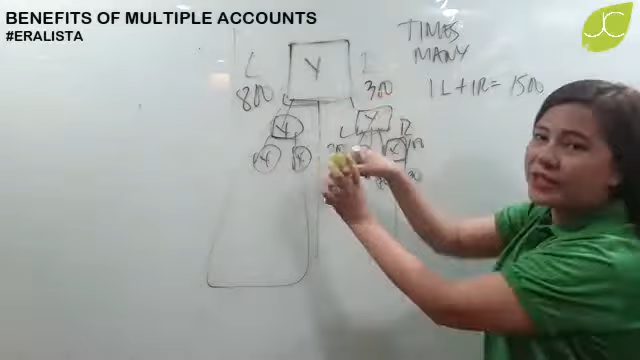 BENEFITS OF MULTIPLE ACCOUNTS
#ERALISTA
JC
TIMES
MANY
1L + 1R = 1500
L
Y
800
300
Y
Y
L
R
Y
Y